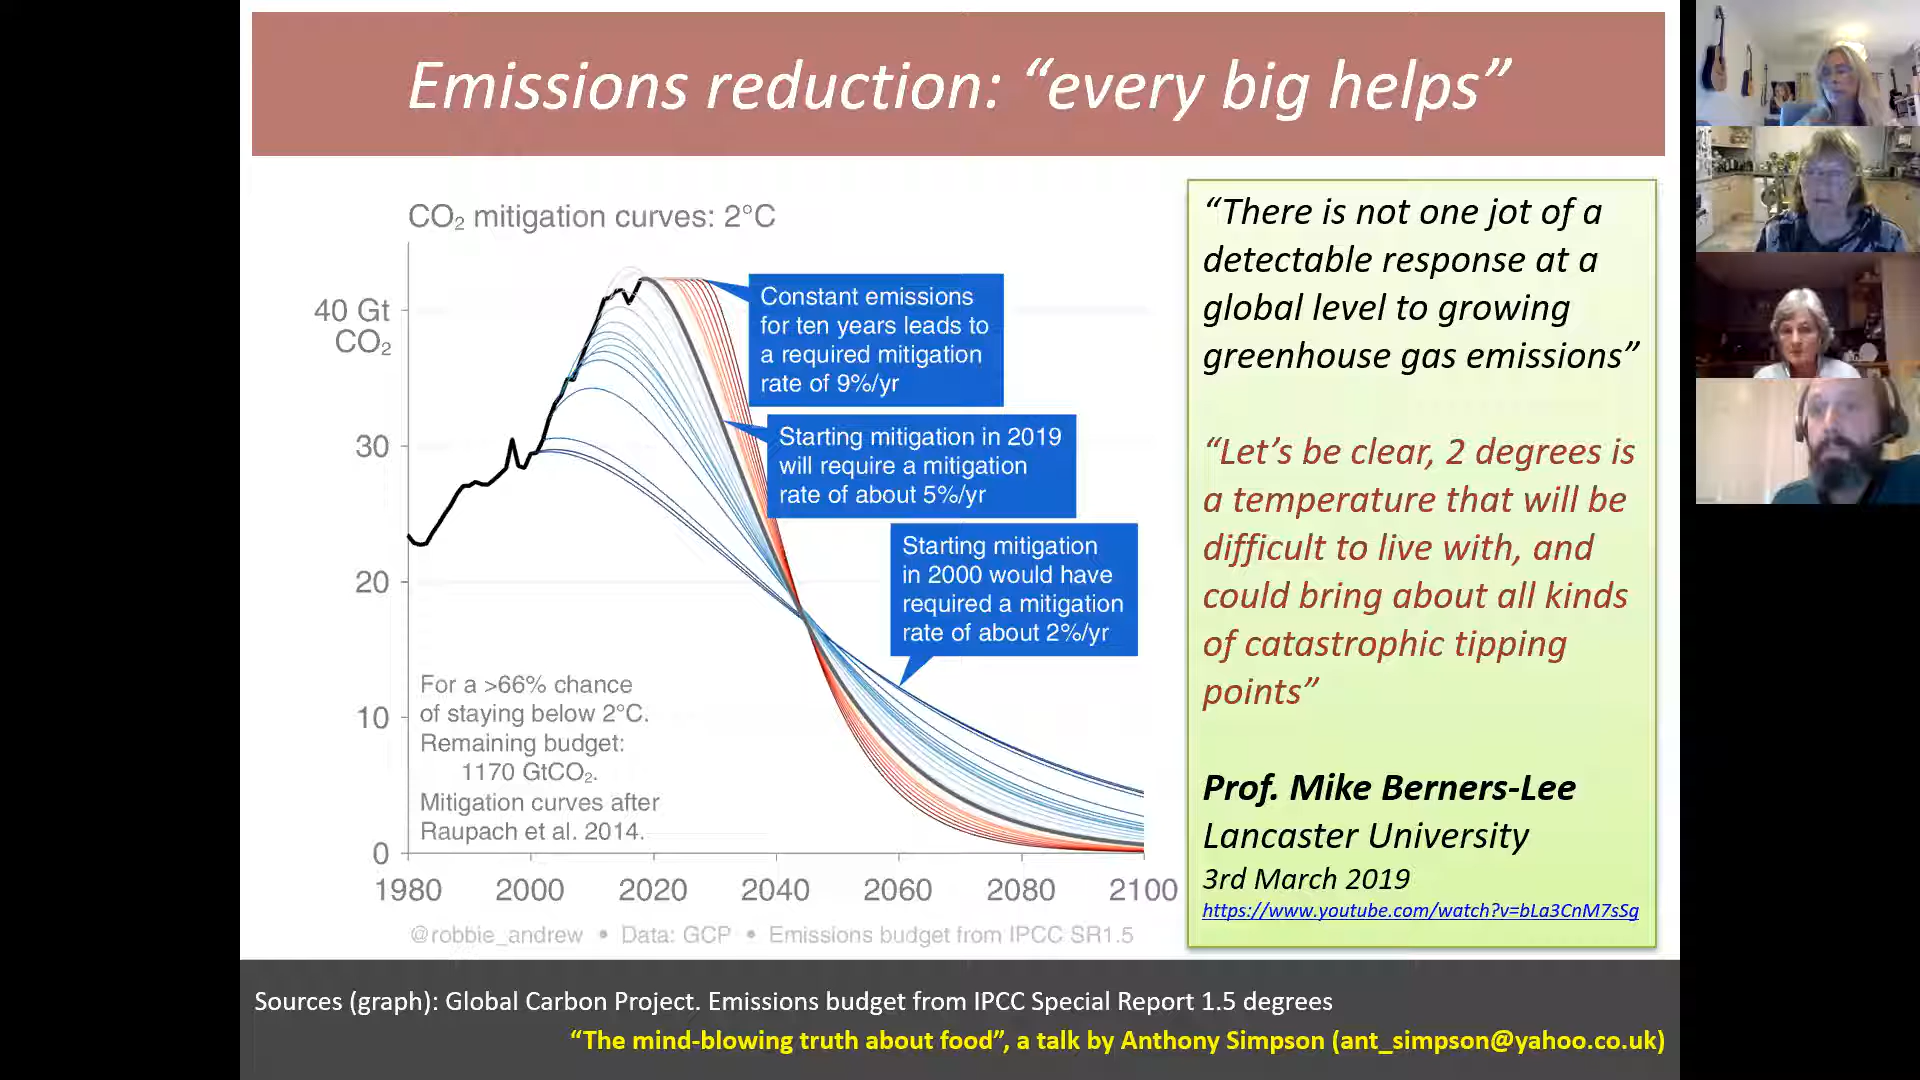 Emissions reduction: “every big helps”
CO₂ mitigation curves: 2°C
40 Gt
CO₂
30
20
10
0
1980 2000 2020 2040 2060 2080 2100
Constant emissions
for ten years leads to
a required mitigation
rate of 9%/yr
Starting mitigation in 2019
will require a mitigation
rate of about 5%/yr
Starting mitigation
in 2000 would have
required a mitigation
rate of about 2%/yr
For a >66% chance
of staying below 2°C.
Remaining budget:
1170 GtCO₂.
Mitigation curves after
Raupach et al. 2014.
@robbie_andrew • Data: GCP • Emissions budget from IPCC SR1.5
“There is not one jot of a
detectable response at a
global level to growing
greenhouse gas emissions”
“Let’s be clear, 2 degrees is
a temperature that will be
difficult to live with, and
could bring about all kinds
of catastrophic tipping
points”
Prof. Mike Berners-Lee
Lancaster University
3rd March 2019
https://www.youtube.com/watch?v=bLa3CnM7sSg
Sources (graph): Global Carbon Project. Emissions budget from IPCC Special Report 1.5 degrees
“The mind-blowing truth about food”, a talk by Anthony Simpson (ant_simpson@yahoo.co.uk)